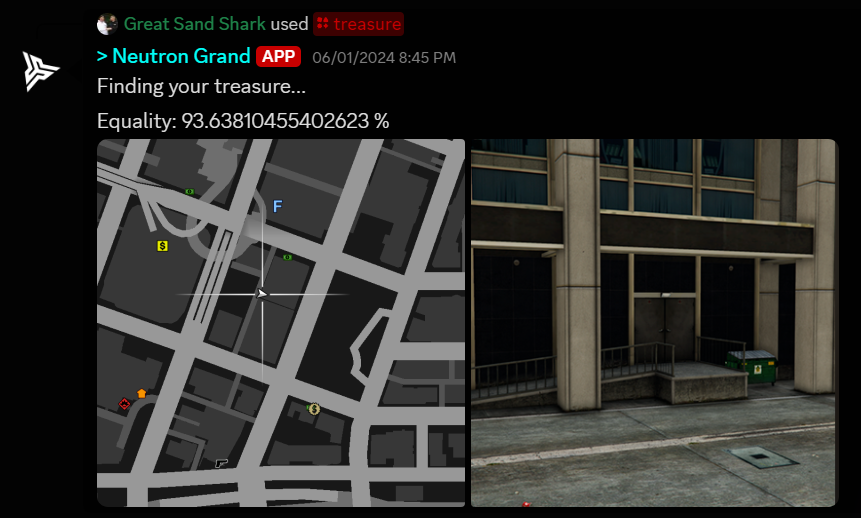 Great Sand Shark used treasure
> Neutron Grand APP 06/01/2024 8:45 PM
Finding your treasure...
Equality: 93.63810455402623 %
F
$
$